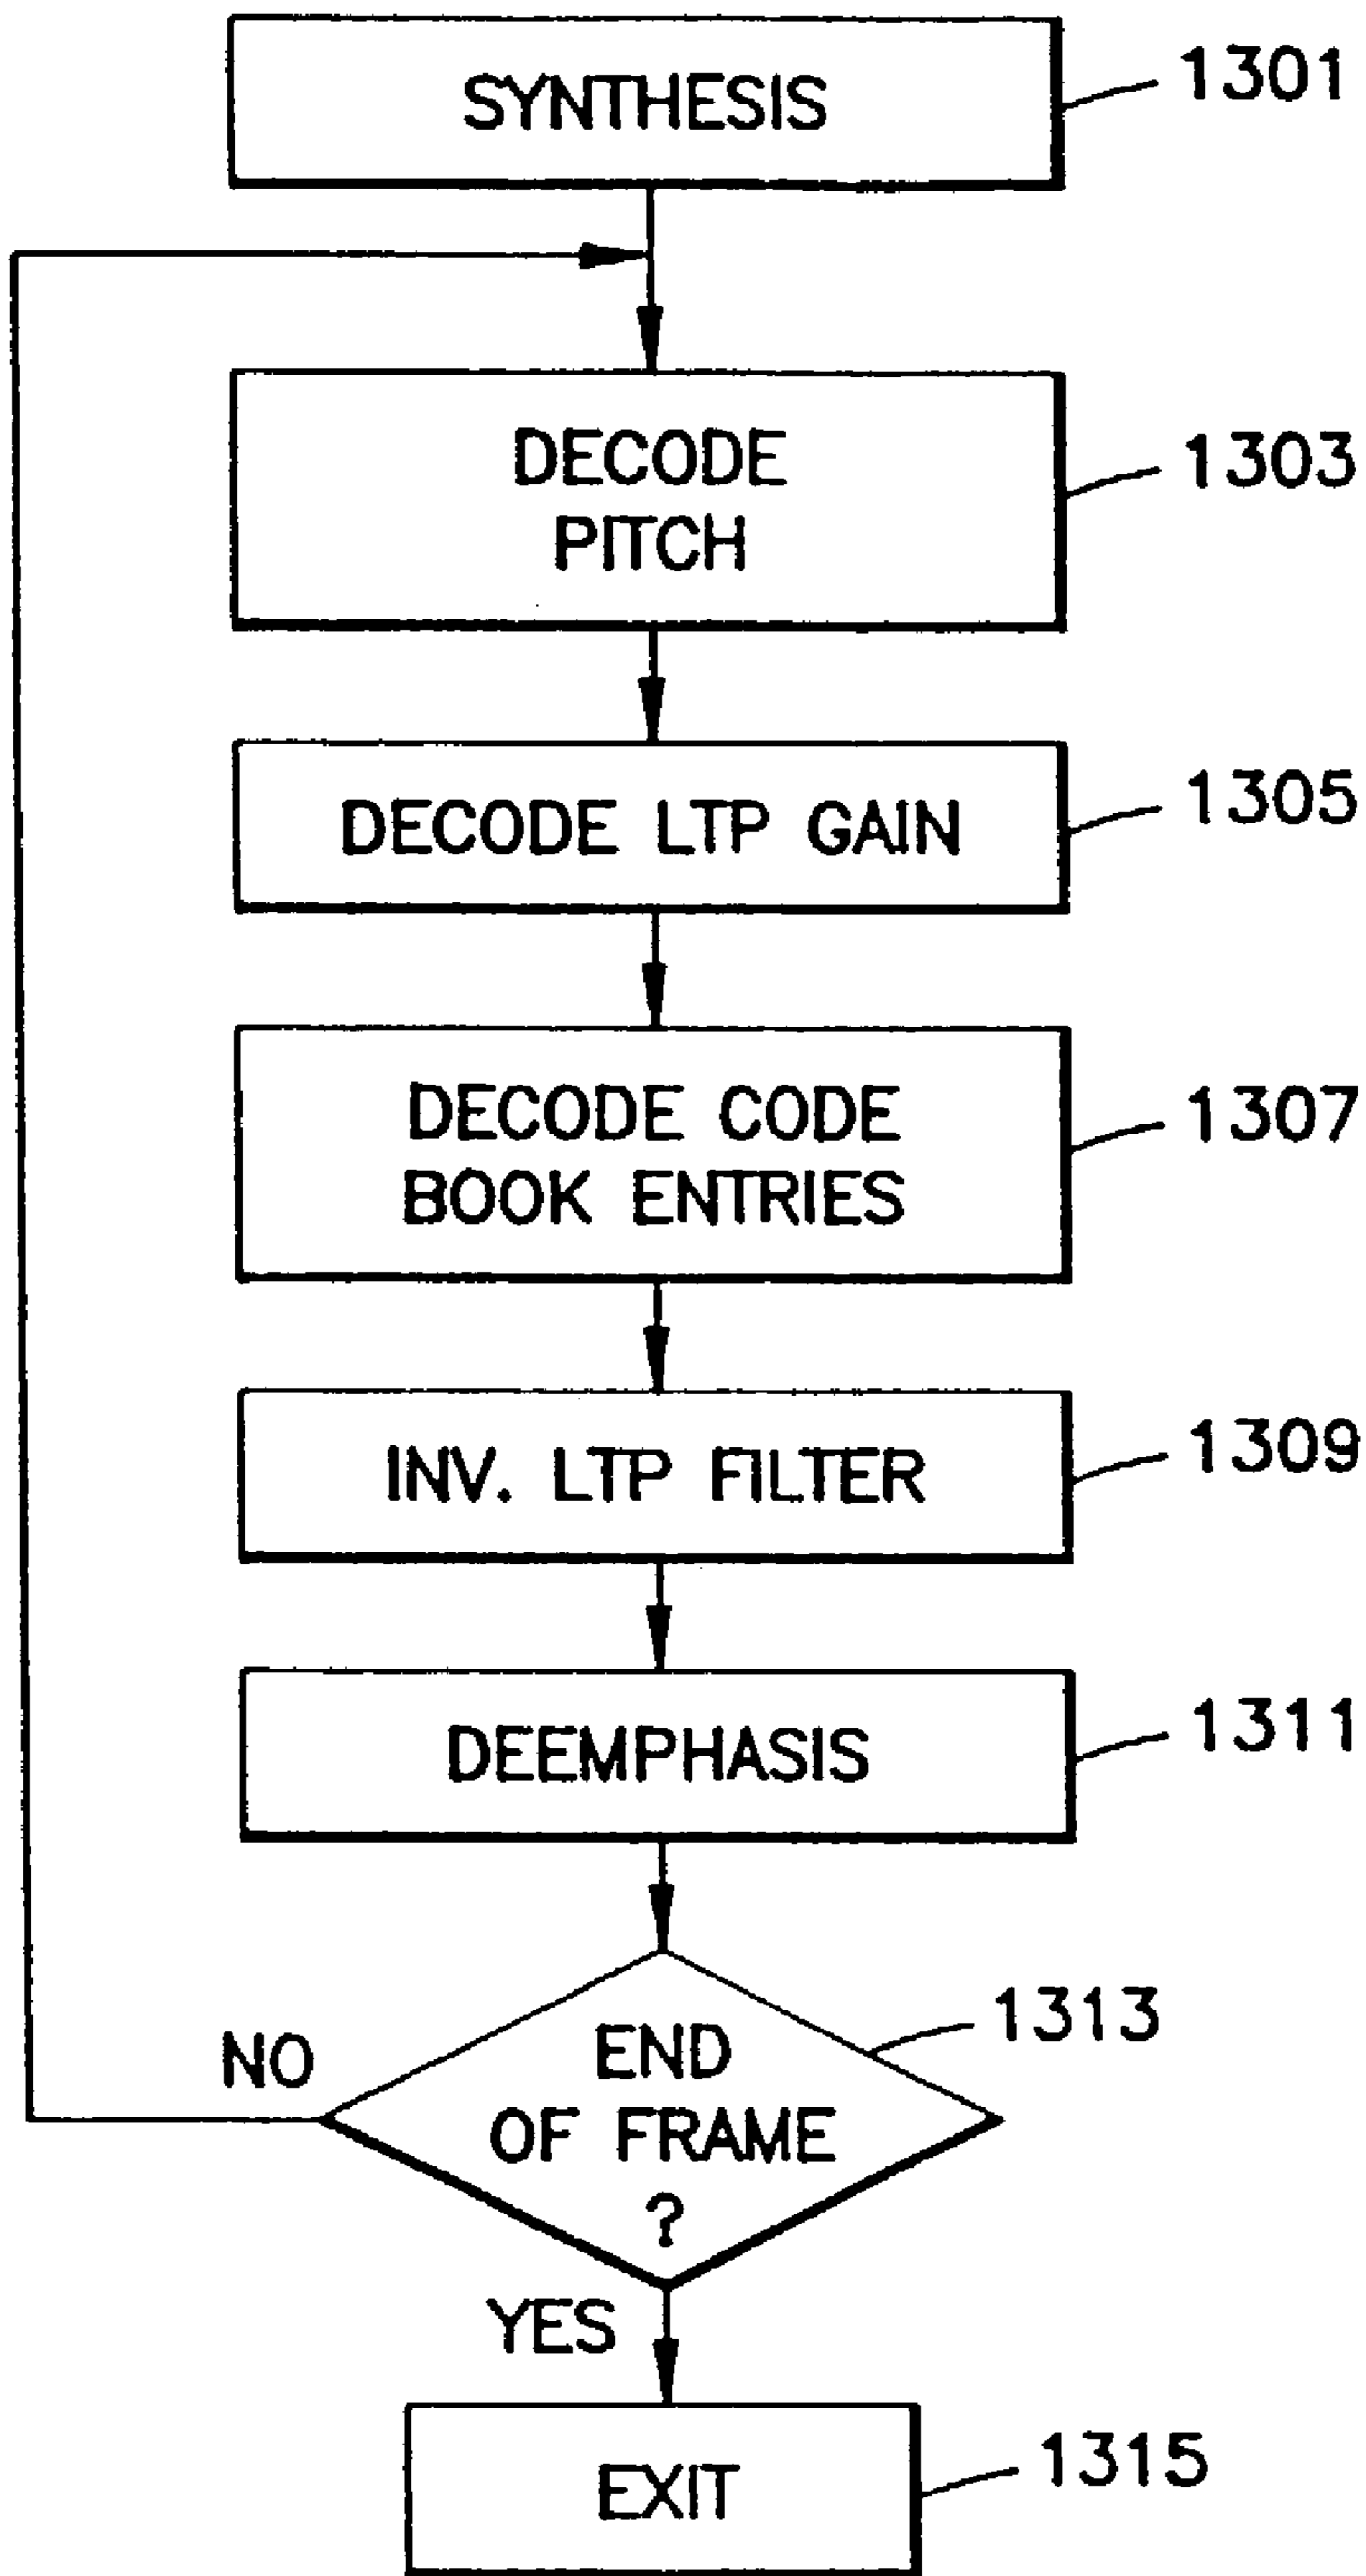 SYNTHESIS
1301
DECODE
PITCH
1303
DECODE LTP GAIN
1305
DECODE CODE
BOOK ENTRIES
1307
INV. LTP FILTER
1309
DEEMPHASIS
1311
END
OF FRAME
?
1313
NO
YES
EXIT
1315